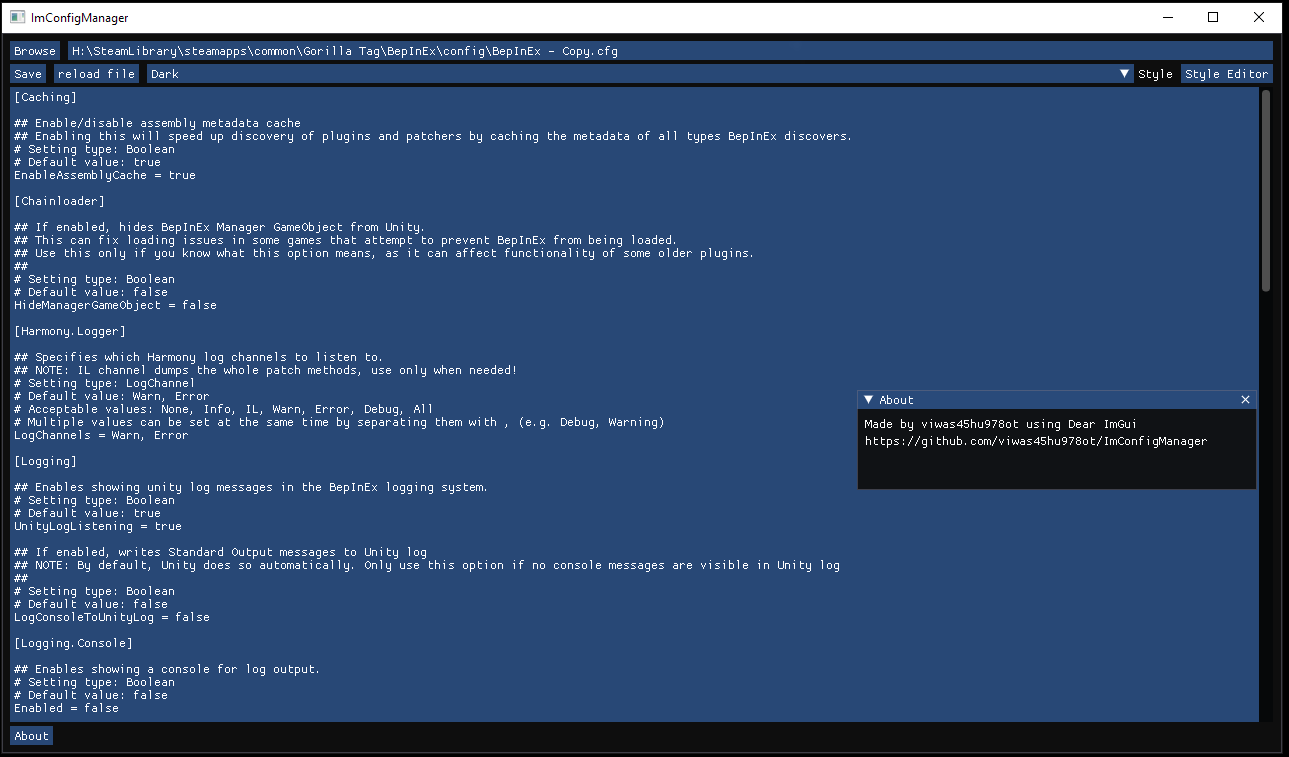 ImConfigManager
Browse H:\SteamLibrary\steamapps\common\Gorilla Tag\BepInEx\config\BepInEx - Copy.cfg
Save reload file Dark Style Style Editor
[Caching]
## Enable/disable assembly metadata cache
## Enabling this will speed up discovery of plugins and patchers by caching the metadata of all types BepInEx discovers.
# Setting type: Boolean
# Default value: true
EnableAssemblyCache = true
[Chainloader]
## If enabled, hides BepInEx Manager GameObject from Unity.
## This can fix loading issues in some games that attempt to prevent BepInEx from being loaded.
## Use this only if you know what this option means, as it can affect functionality of some older plugins.
##
# Setting type: Boolean
# Default value: false
HideManagerGameObject = false
[Harmony.Logger]
## Specifies which Harmony log channels to listen to.
## NOTE: IL channel dumps the whole patch methods, use only when needed!
# Setting type: LogChannel
# Default value: Warn, Error
# Acceptable values: None, Info, IL, Warn, Error, Debug, All
# Multiple values can be set at the same time by separating them with , (e.g. Debug, Warning)
LogChannels = Warn, Error
[Logging]
## Enables showing unity log messages in the BepInEx logging system.
# Setting type: Boolean
# Default value: true
UnityLogListening = true
## If enabled, writes Standard Output messages to Unity log
## NOTE: By default, Unity does so automatically. Only use this option if no console messages are visible in Unity log
##
# Setting type: Boolean
# Default value: false
LogConsoleToUnityLog = false
[Logging.Console]
## Enables showing a console for log output.
# Setting type: Boolean
# Default value: false
Enabled = false
About
Made by viwas45hu978ot using Dear ImGui
https://github.com/viwas45hu978ot/ImConfigManager
About